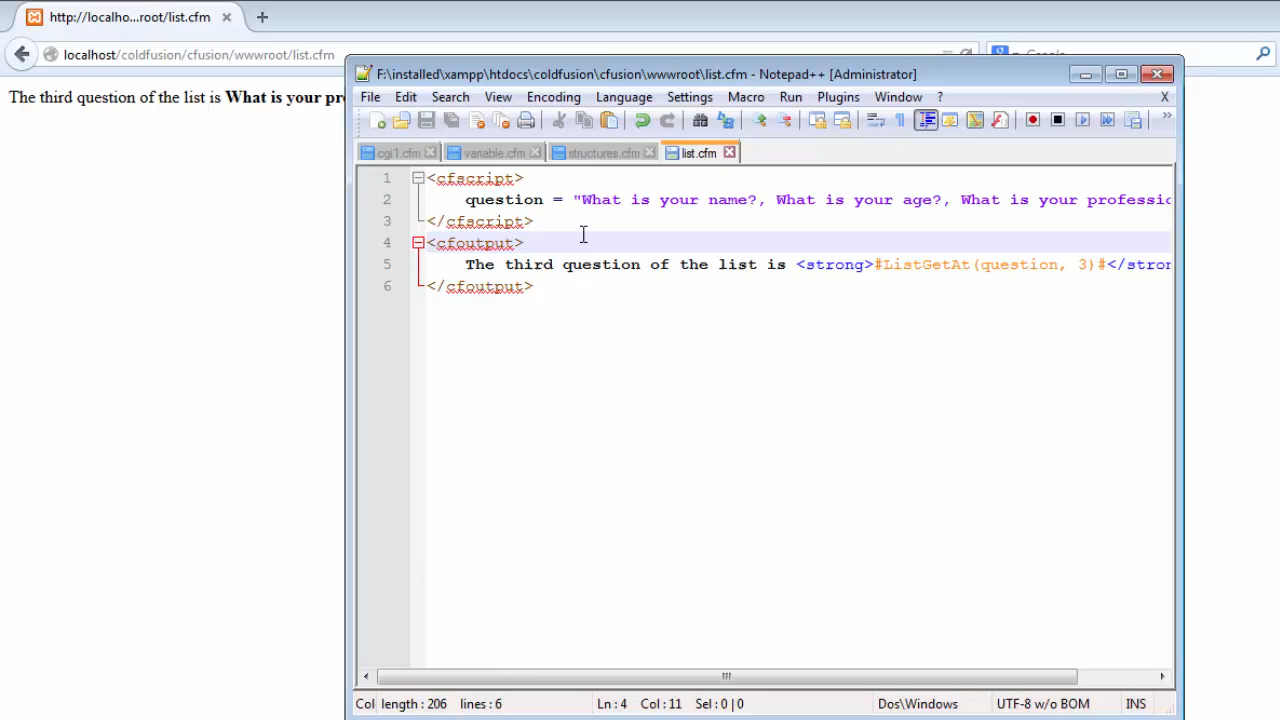 http://localho...root/list.cfm
localhost/coldfusion/cfusion/wwwroot/list.cfm
The third question of the list is What is your pr
F:\installed\xampp\htdocs\coldfusion\cfusion\wwwroot\list.cfm - Notepad++ [Administrator]
File Edit Search View Encoding Language Settings Macro Run Plugins Window ? X
cgi1.cfm variable.cfm structures.cfm list.cfm
1 <cfscript>
2 question = "What is your name?, What is your age?, What is your professio
3 </cfscript>
4 <cfoutput>
5 The third question of the list is <strong>#ListGetAt(question, 3)#</stron
6 </cfoutput>
Col length : 206 lines : 6 Ln : 4 Col : 11 Sel : 0 | 0 Dos\Windows UTF-8 w/o BOM INS